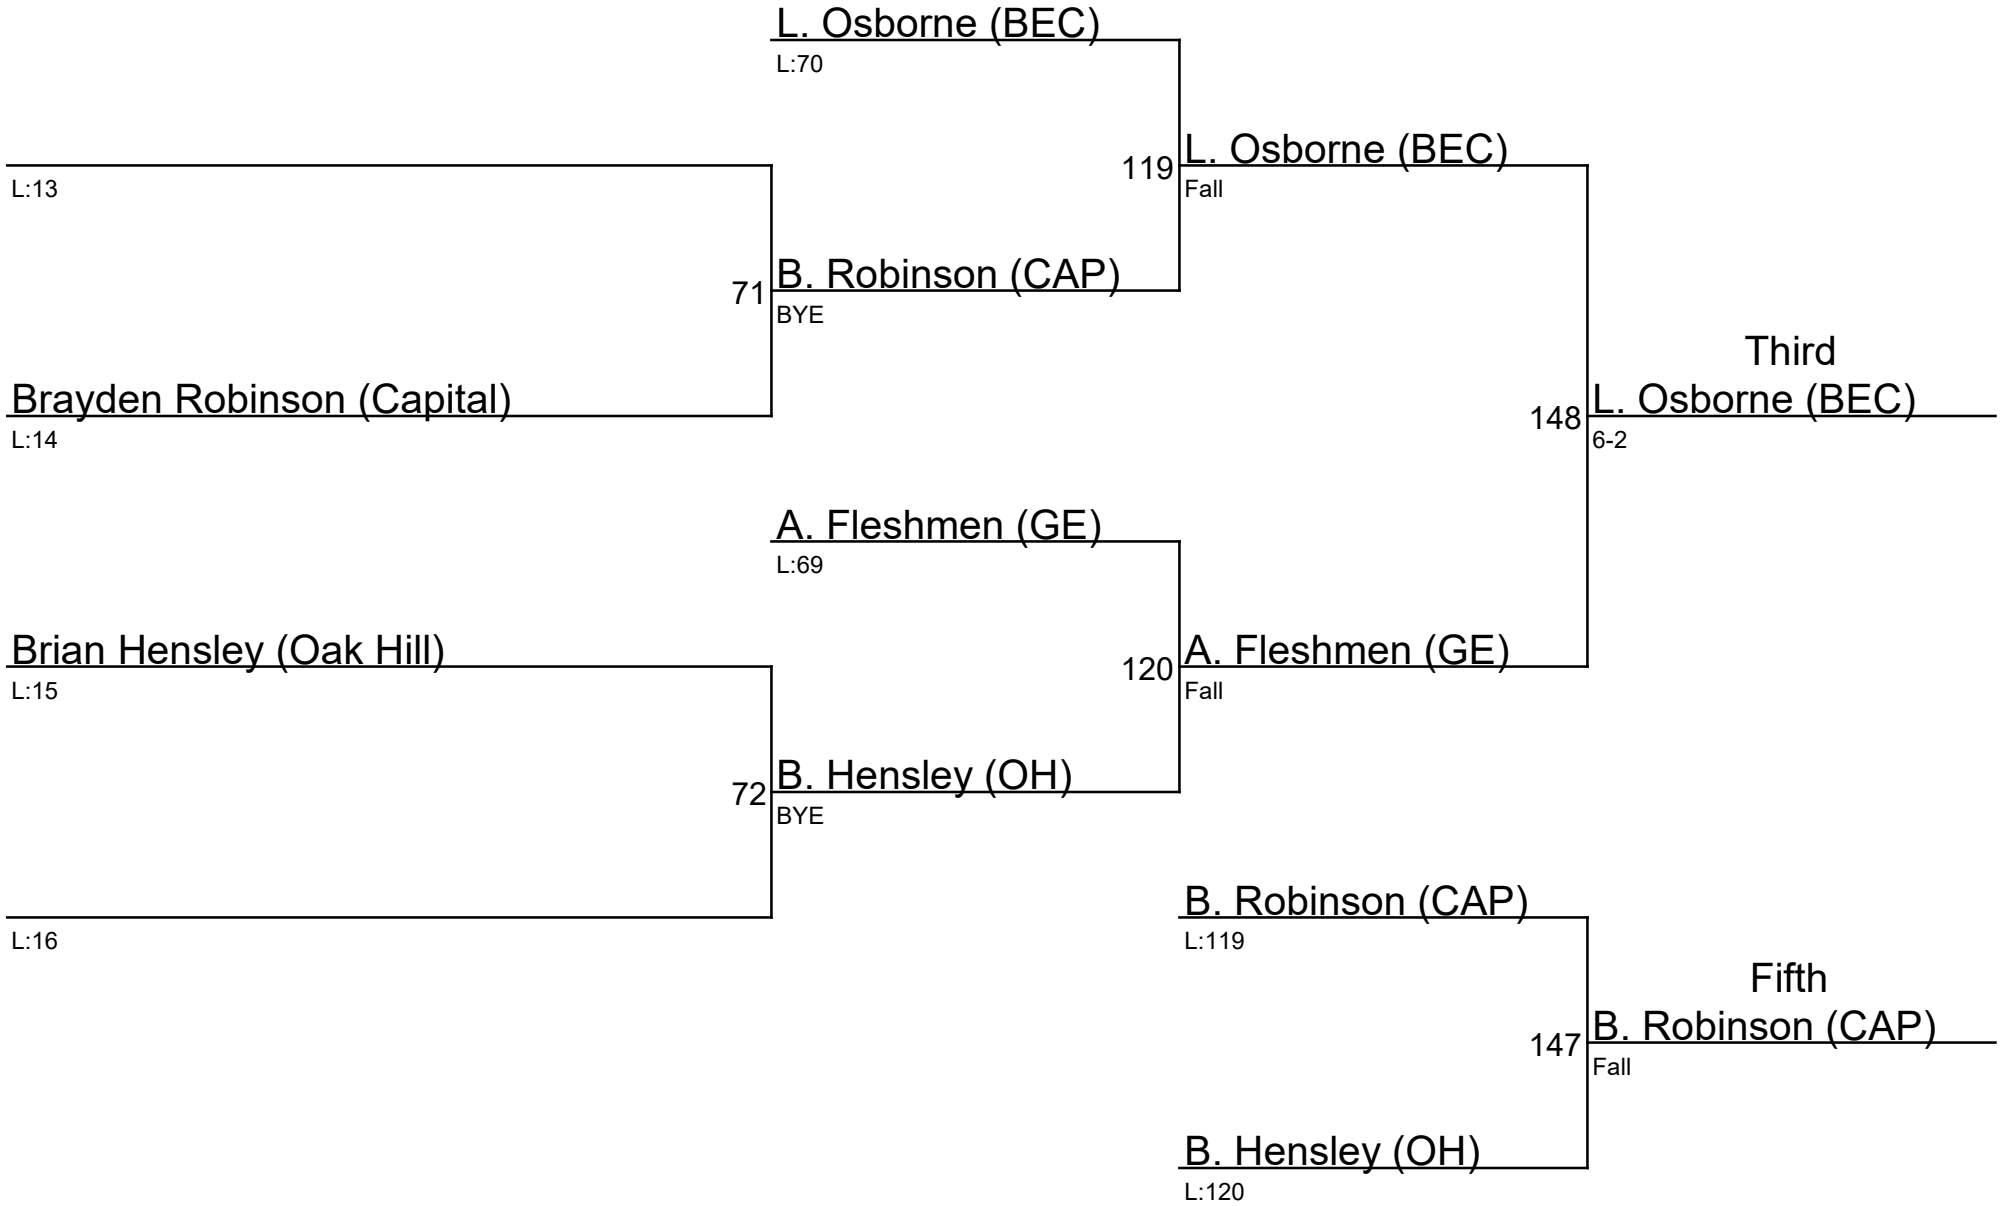 L. Osborne (BEC)
L:70
L:13
119
L. Osborne (BEC)
Fall
71
B. Robinson (CAP)
BYE
Brayden Robinson (Capital)
L:14
Third
148
L. Osborne (BEC)
6-2
A. Fleshmen (GE)
L:69
Brian Hensley (Oak Hill)
L:15
120
A. Fleshmen (GE)
Fall
72
B. Hensley (OH)
BYE
L:16
B. Robinson (CAP)
L:119
Fifth
147
B. Robinson (CAP)
Fall
B. Hensley (OH)
L:120